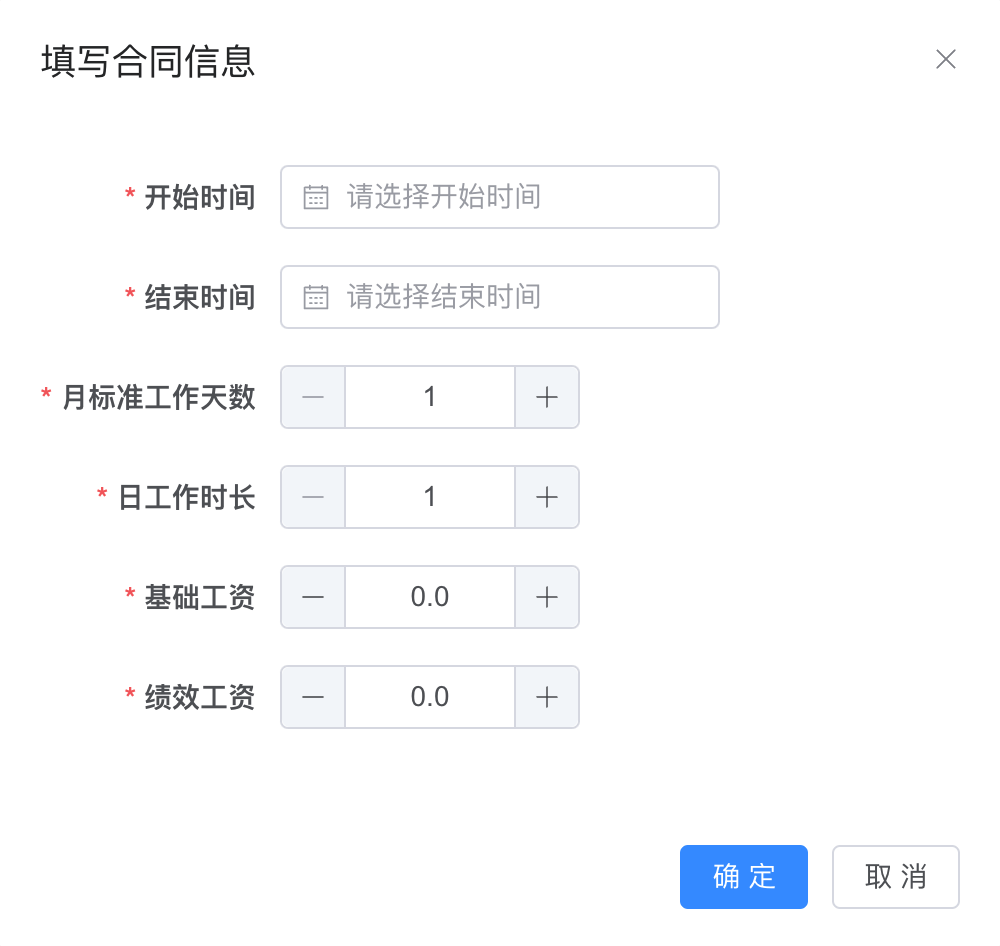 填写合同信息
* 开始时间 请选择开始时间
* 结束时间 请选择结束时间
* 月标准工作天数 1
* 日工作时长 1
* 基础工资 0.0
* 绩效工资 0.0
确 定 取 消